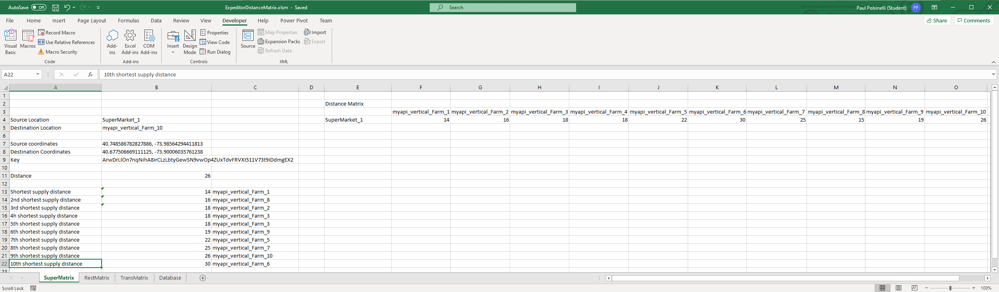 AutoSave Off ExpeditorDistanceMatrix.xlsm - Saved Search Paul Polsinelli (Student) PP
File Home Insert Page Layout Formulas Data Review View Developer Help Power Pivot Team Share Comments
Visual Basic Macros Record Macro Use Relative References Macro Security
Add-ins Excel Add-ins COM Add-ins
Insert Design Mode Properties View Code Run Dialog
Source Map Properties Expansion Packs Refresh Data Import Export
Code Add-ins Controls XML
A22 fx 10th shortest supply distance
A B C D E F G H I J K L M N O
1
2 Distance Matrix
3 myapi_vertical_Farm_1 myapi_vertical_Farm_2 myapi_vertical_Farm_3 myapi_vertical_Farm_4 myapi_vertical_Farm_5 myapi_vertical_Farm_6 myapi_vertical_Farm_7 myapi_vertical_Farm_8 myapi_vertical_Farm_9 myapi_vertical_Farm_10
4 Source Location SuperMarket_1 SuperMarket_1 14 16 18 18 22 30 25 15 19 26
5 Destination Location myapi_vertical_Farm_10
6
7 Source coordinates 40.748586782827886, -73.98564294411813
8 Destination Coordinates 40.677506669111125, -73.90006035761238
9 Key ArwDrLIOn7nqNihA8irCLzLbtyGewSN9vwOp4ZUxTdvFRVXI511V73t9iDdmgEX2
10
11 Distance 26
12
13 Shortest supply distance 14 myapi_vertical_Farm_1
14 2nd shortest supply distance 16 myapi_vertical_Farm_8
15 3rd shortest supply distance 18 myapi_vertical_Farm_2
16 4h shortest supply distance 18 myapi_vertical_Farm_3
17 5th shortest supply distance 18 myapi_vertical_Farm_3
18 6th shortest supply distance 19 myapi_vertical_Farm_9
19 7th shortest supply distance 22 myapi_vertical_Farm_5
20 8th shortest supply distance 25 myapi_vertical_Farm_7
21 9th shortest supply distance 26 myapi_vertical_Farm_10
22 10th shortest supply distance 30 myapi_vertical_Farm_6
23
SuperMatrix RestMatrix TransMatrix Database
Scroll Lock 100%